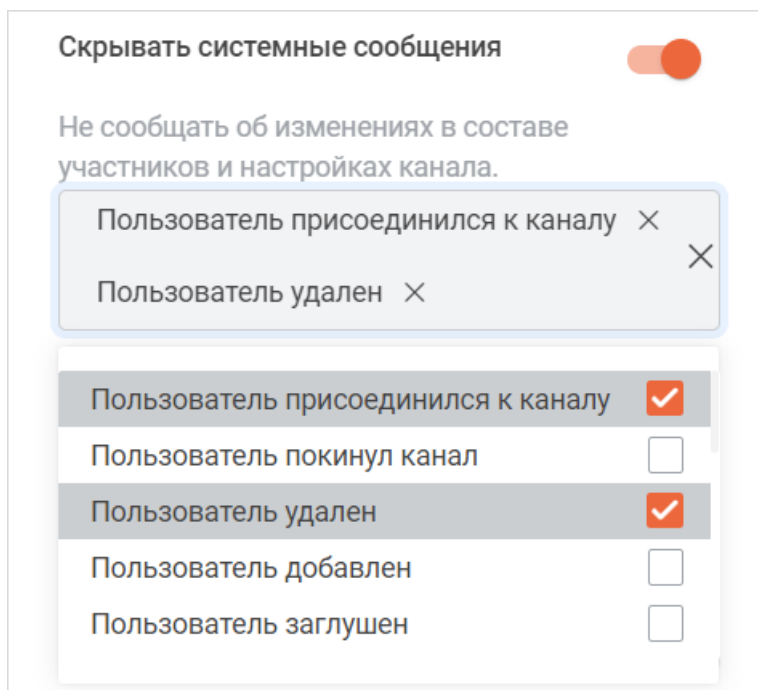 Скрывать системные сообщения
Не сообщать об изменениях в составе
участников и настройках канала.
Пользователь присоединился к каналу
Пользователь удален
Пользователь присоединился к каналу
Пользователь покинул канал
Пользователь удален
Пользователь добавлен
Пользователь заглушен